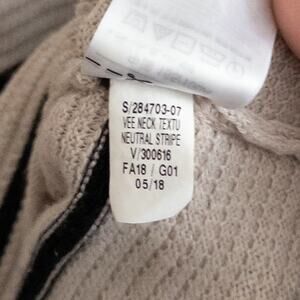 S/284703-07
VEE NECK TEXTU
NEUTRAL STRIPE
V/300616
FA18 / G01
05/18